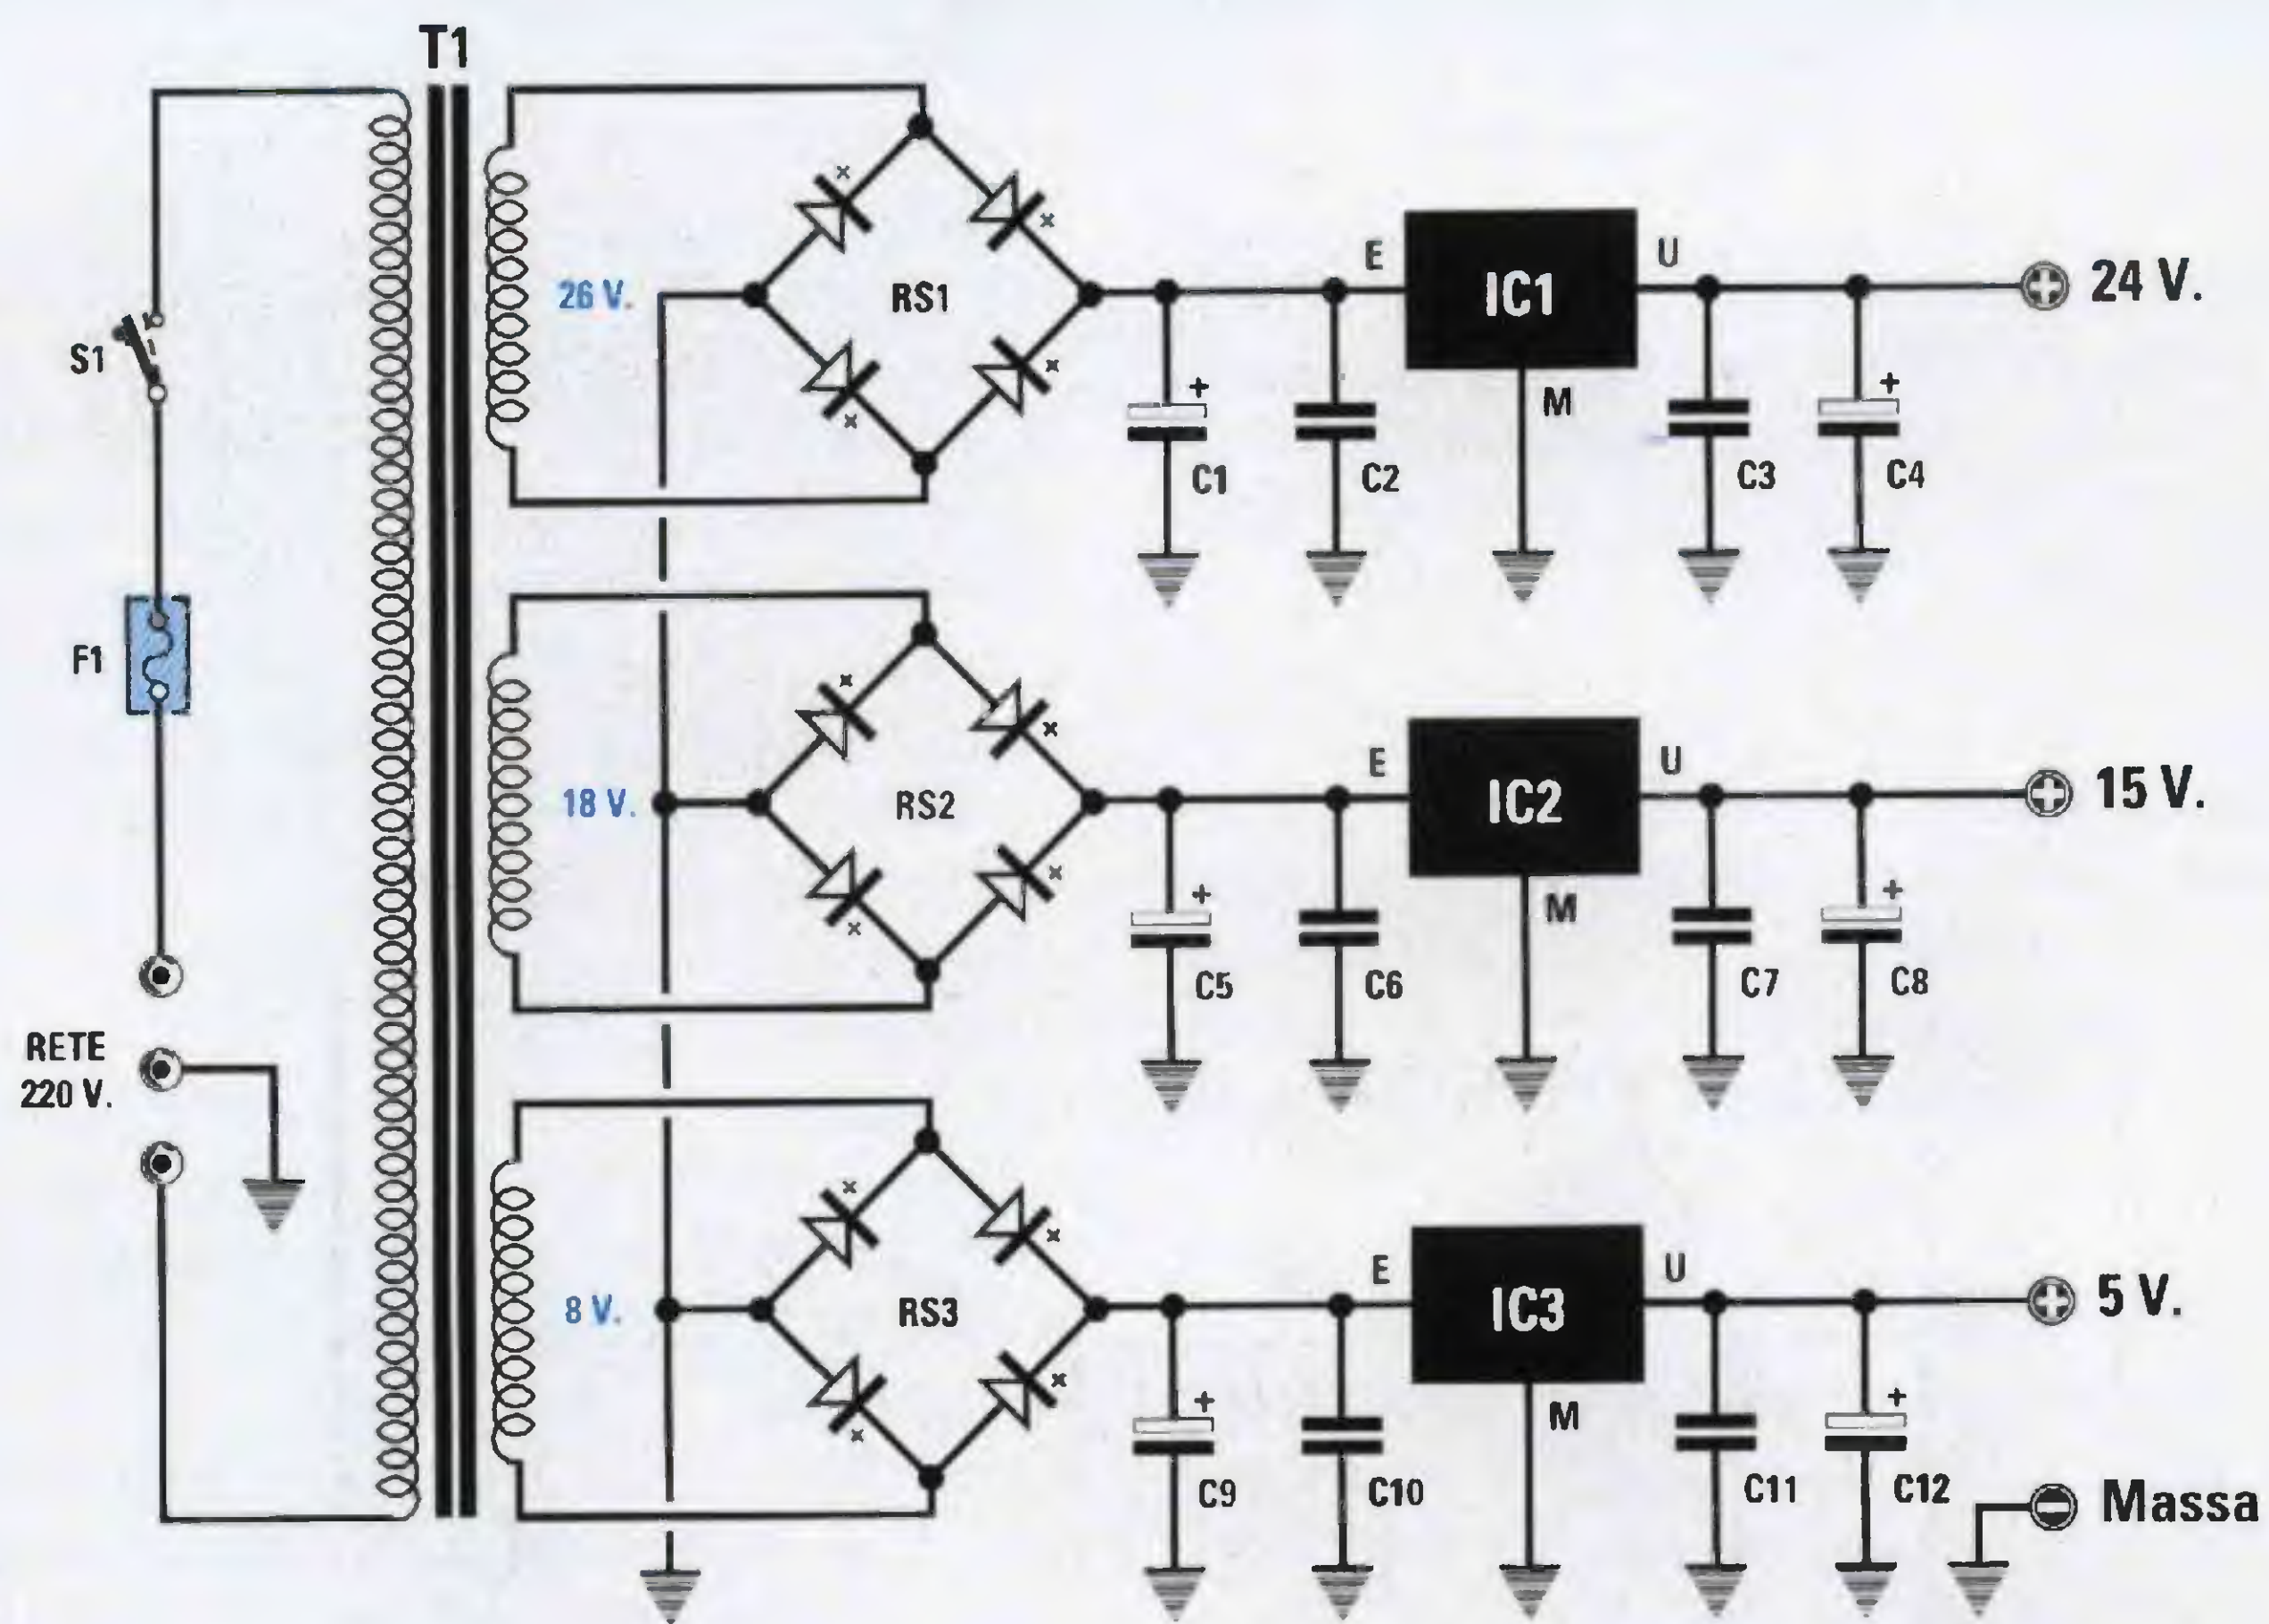 T1
26 V.
RS1
E
IC1
U
24 V.
M
+
C1
C2
C3
+
C4
S1
F1
18 V.
RS2
E
IC2
U
15 V.
M
+
C5
C6
C7
+
C8
RETE
220 V.
8 V.
RS3
E
IC3
U
5 V.
M
+
C9
C10
C11
+
C12
Massa